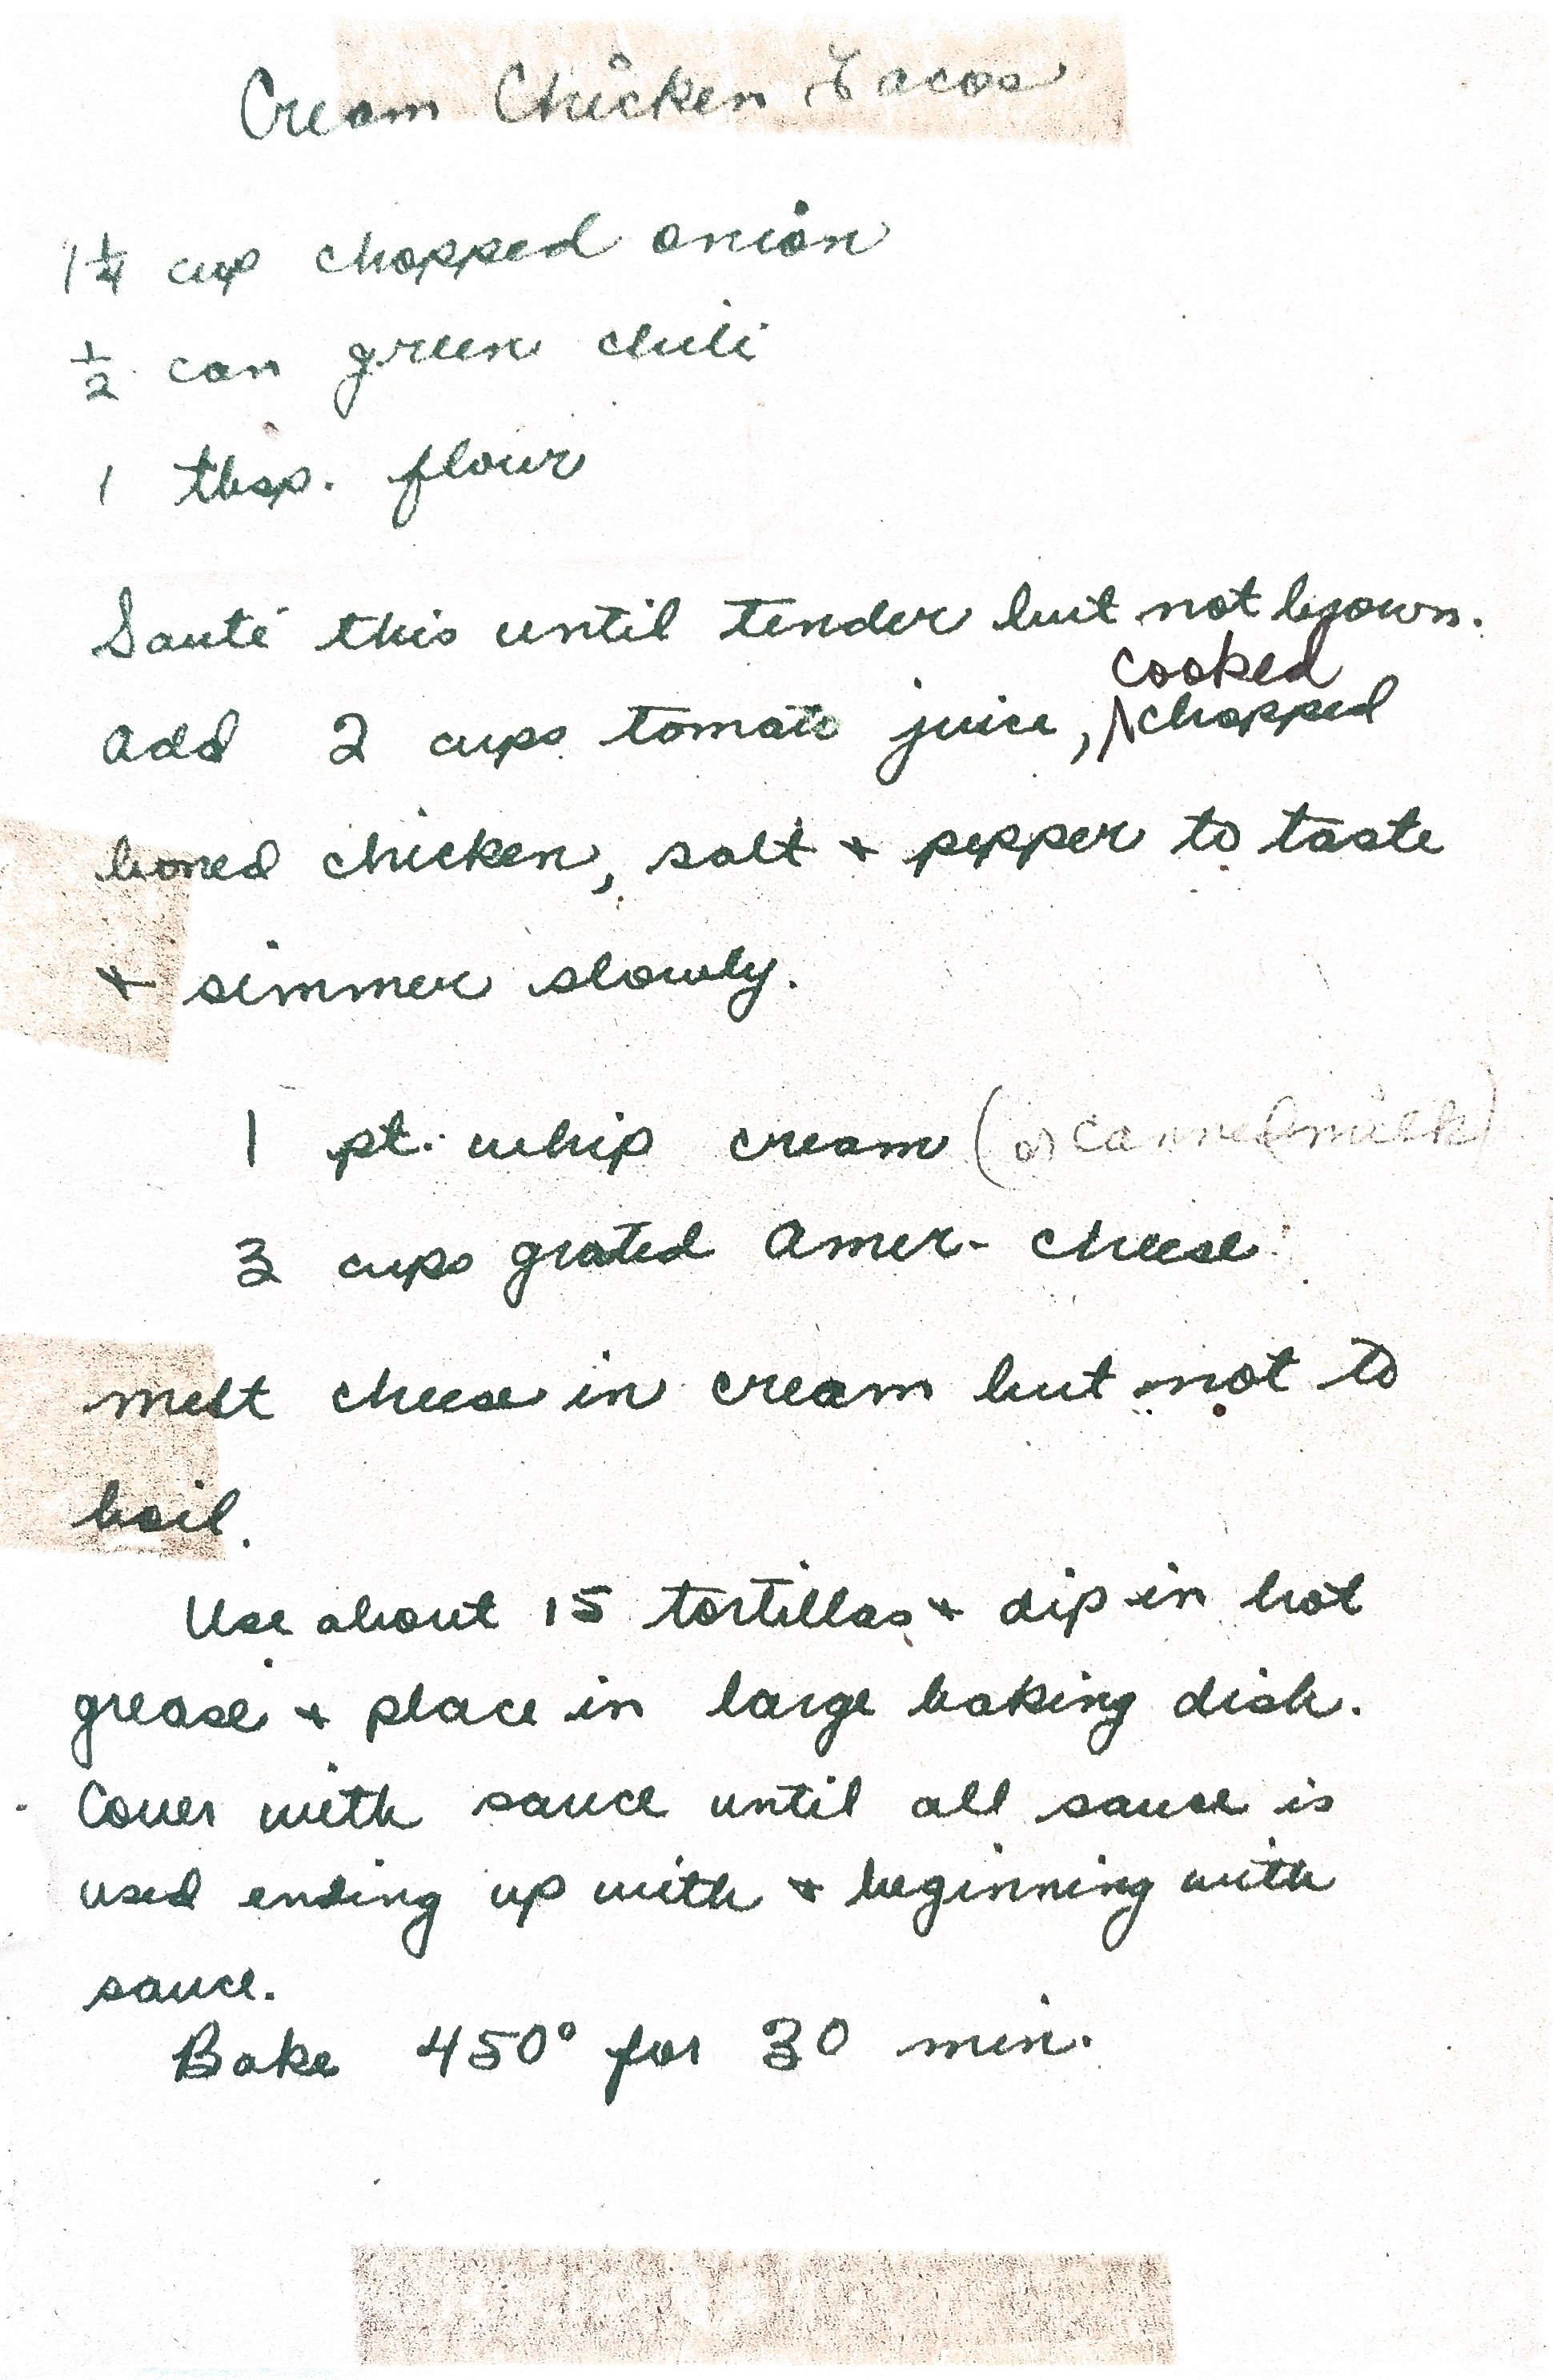 Cream Chicken Tacos
1 1/4 cup chopped onion
1/2 can green chili
1 tbsp. flour
Sauté this until tender but not brown.
cooked
add 2 cups tomato juice, ^ chopped
boned chicken, salt + pepper to taste
+ simmer slowly.
1 pt. whip cream (or canned milk)
3 cups grated Amer- cheese
melt cheese in cream but not to
boil.
Use about 15 tortillas + dip in hot
grease + place in large baking dish.
Cover with sauce until all sauce is
used ending up with + beginning with
sauce.
Bake 450° for 30 min.